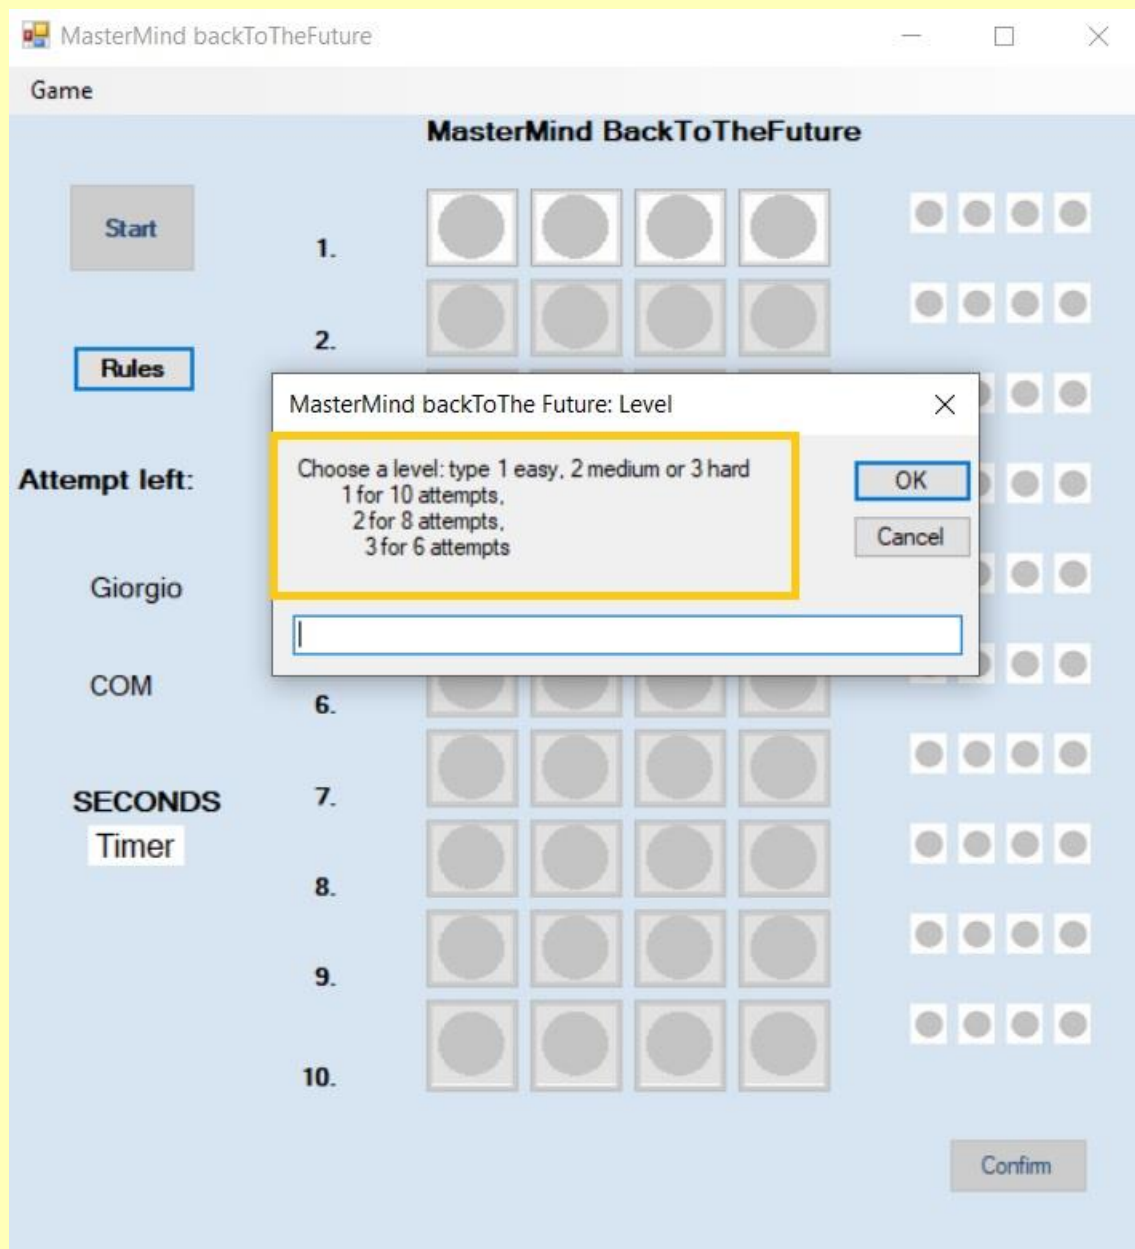 MasterMind backToTheFuture
Game
MasterMind BackToTheFuture
Start
1.
2.
Rules
MasterMind backToThe Future: Level
Choose a level: type 1 easy, 2 medium or 3 hard
1 for 10 attempts,
2 for 8 attempts,
3 for 6 attempts
OK
Cancel
Attempt left:
Giorgio
COM
6.
SECONDS
7.
Timer
8.
9.
10.
Confirm